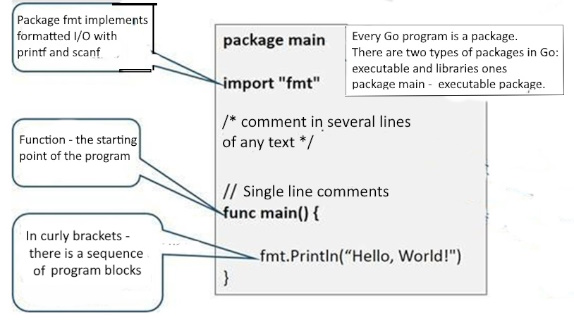 Package fmt implements
formatted I/O with
printf and scanf
package main
Every Go program is a package.
There are two types of packages in Go:
executable and libraries ones
package main - executable package.
import "fmt"
/* comment in several lines
of any text */
Function - the starting
point of the program
// Single line comments
func main() {
In curly brackets -
there is a sequence
of program blocks
fmt.Println(“Hello, World!")
}